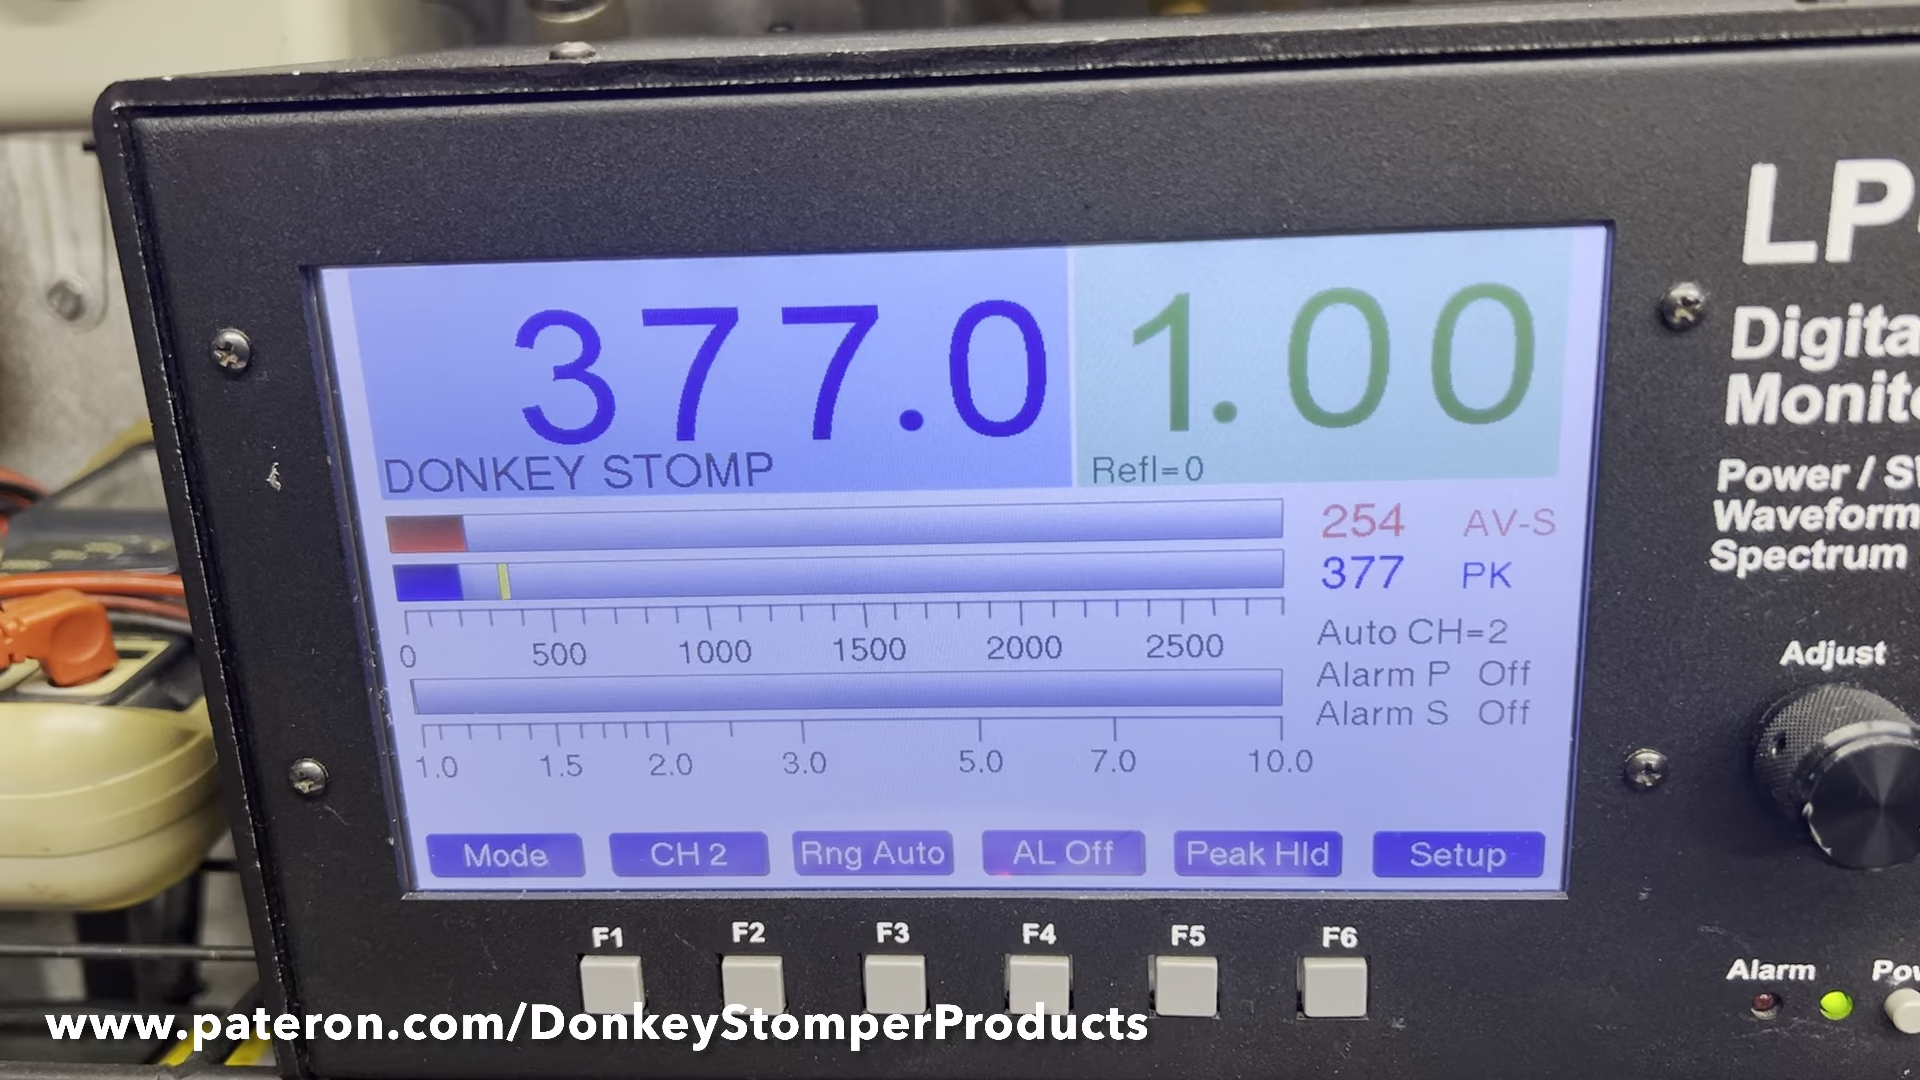 377.0
1.00
DONKEY STOMP
Refl=0
254 AV-S
377 PK
0 500 1000 1500 2000 2500
Auto CH=2
Alarm P Off
Alarm S Off
1.0 1.5 2.0 3.0 5.0 7.0 10.0
Mode CH 2 Rng Auto AL Off Peak Hld Setup
F1 F2 F3 F4 F5 F6
LP
Digita
Monito
Power / S
Waveform
Spectrum
Adjust
Alarm Pow
www.pateron.com/DonkeyStomperProducts